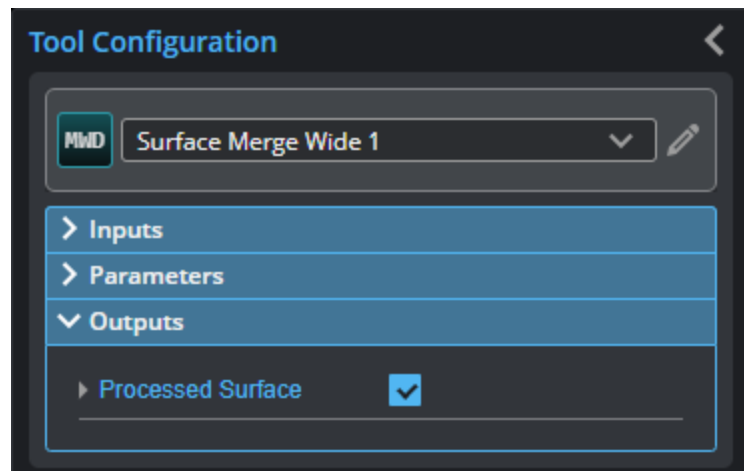 Tool Configuration
MWD Surface Merge Wide 1
Inputs
Parameters
Outputs
Processed Surface